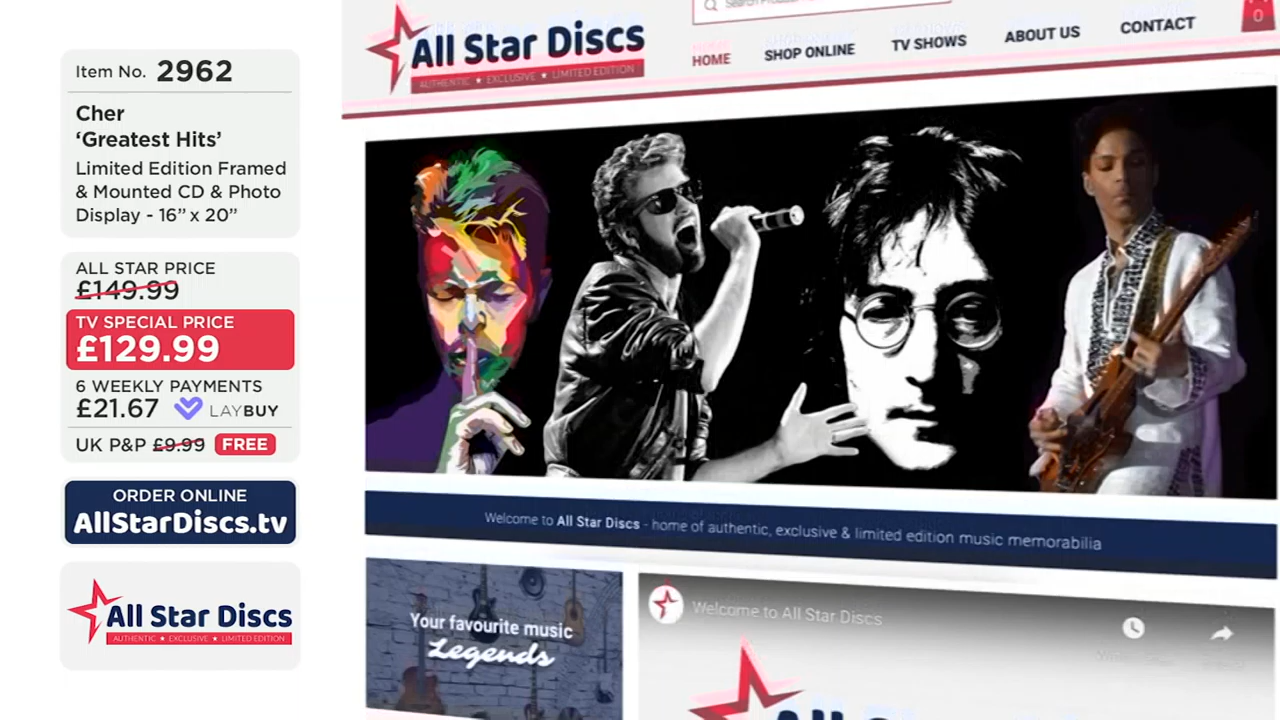 Item No. 2962
Cher
‘Greatest Hits’
Limited Edition Framed
& Mounted CD & Photo
Display - 16” x 20”
ALL STAR PRICE
£149.99
TV SPECIAL PRICE
£129.99
6 WEEKLY PAYMENTS
£21.67 LAYBUY
UK P&P £9.99 FREE
ORDER ONLINE
AllStarDiscs.tv
All Star Discs
AUTHENTIC ★ EXCLUSIVE ★ LIMITED EDITION
All Star Discs
AUTHENTIC ★ EXCLUSIVE ★ LIMITED EDITION
HOME SHOP ONLINE TV SHOWS ABOUT US CONTACT
0
Welcome to All Star Discs - home of authentic, exclusive & limited edition music memorabilia
Your favourite music
Legends
Welcome to All Star Discs
All Star Discs